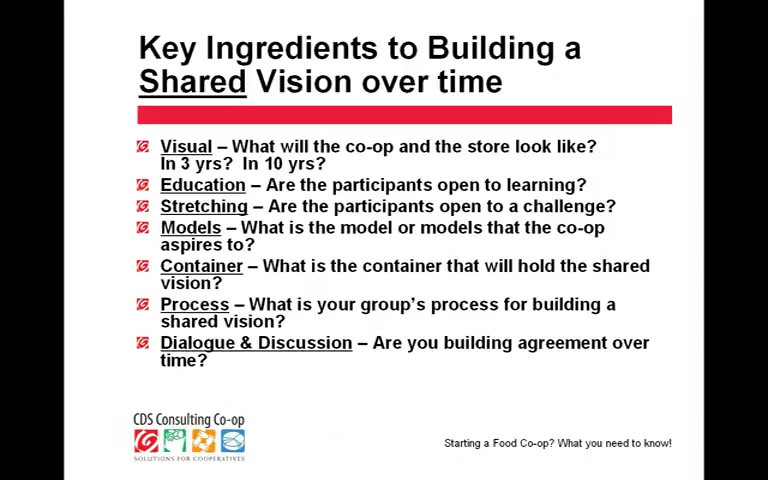 Key Ingredients to Building a
Shared Vision over time
Visual – What will the co-op and the store look like?
In 3 yrs? In 10 yrs?
Education – Are the participants open to learning?
Stretching – Are the participants open to a challenge?
Models – What is the model or models that the co-op
aspires to?
Container – What is the container that will hold the shared
vision?
Process – What is your group's process for building a
shared vision?
Dialogue & Discussion – Are you building agreement over
time?
CDS Consulting Co-op
SOLUTIONS FOR COOPERATIVES
Starting a Food Co-op? What you need to know!